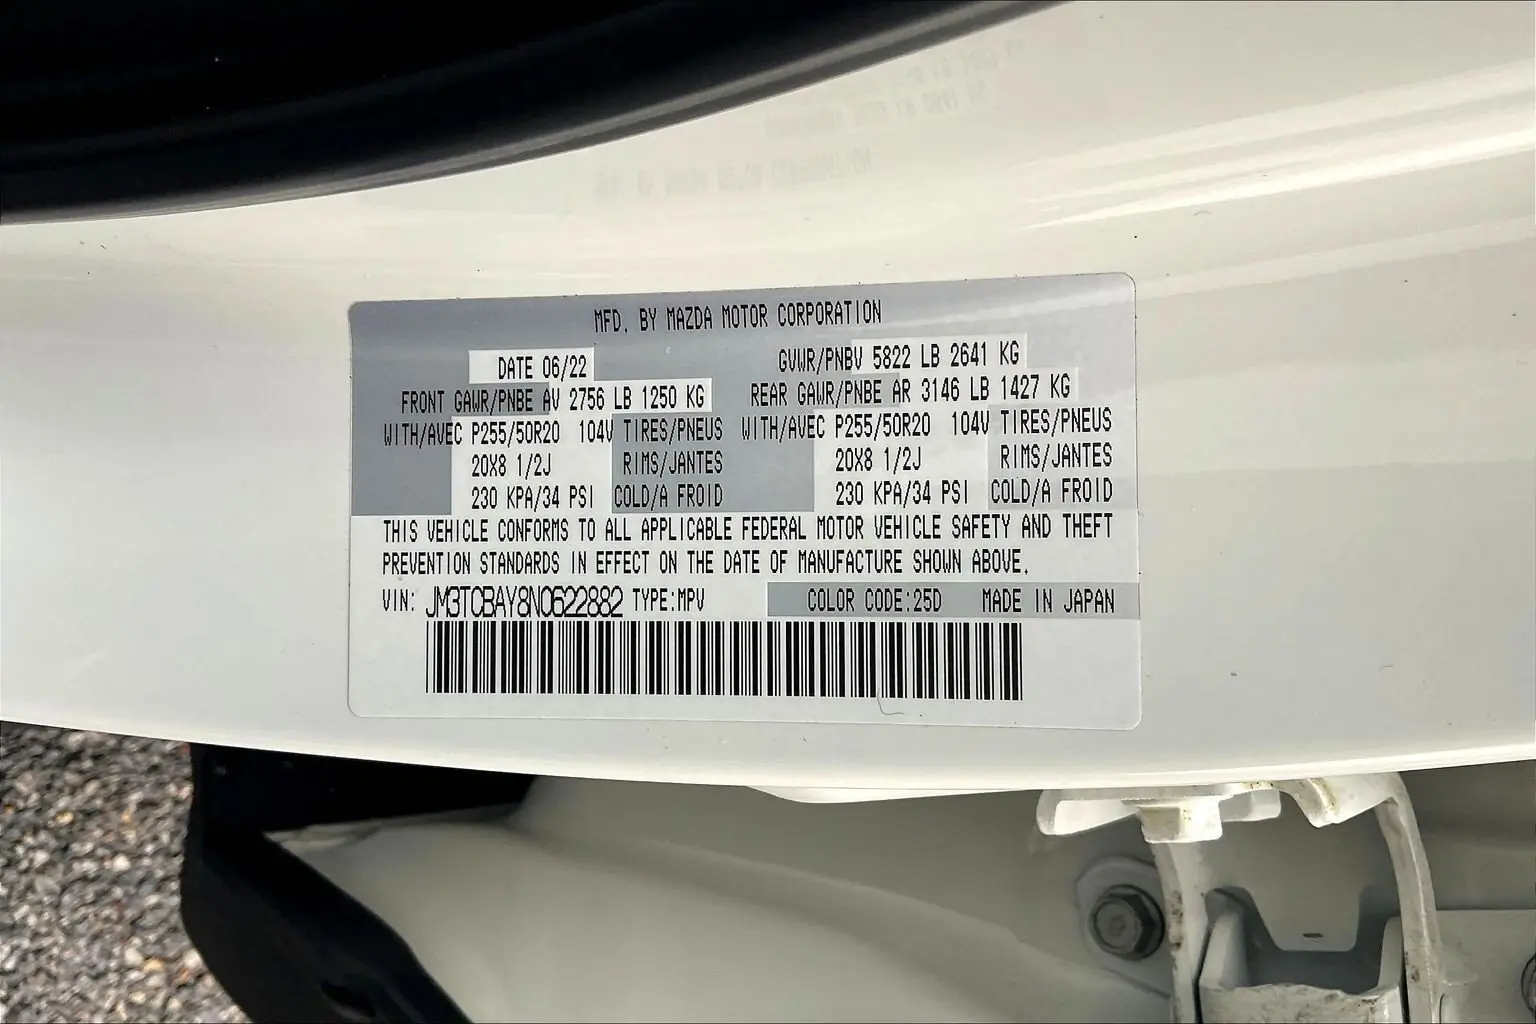 MFD. BY MAZDA MOTOR CORPORATION
DATE 06/22 GVWR/PNBV 5822 LB 2641 KG
FRONT GAWR/PNBE AV 2756 LB 1250 KG REAR GAWR/PNBE AR 3146 LB 1427 KG
WITH/AVEC P255/50R20 104V TIRES/PNEUS WITH/AVEC P255/50R20 104V TIRES/PNEUS
20X8 1/2J RIMS/JANTES 20X8 1/2J RIMS/JANTES
230 KPA/34 PSI COLD/A FROID 230 KPA/34 PSI COLD/A FROID
THIS VEHICLE CONFORMS TO ALL APPLICABLE FEDERAL MOTOR VEHICLE SAFETY AND THEFT
PREVENTION STANDARDS IN EFFECT ON THE DATE OF MANUFACTURE SHOWN ABOVE.
VIN: JM3TCBAY8N0622882 TYPE:MPV COLOR CODE:25D MADE IN JAPAN